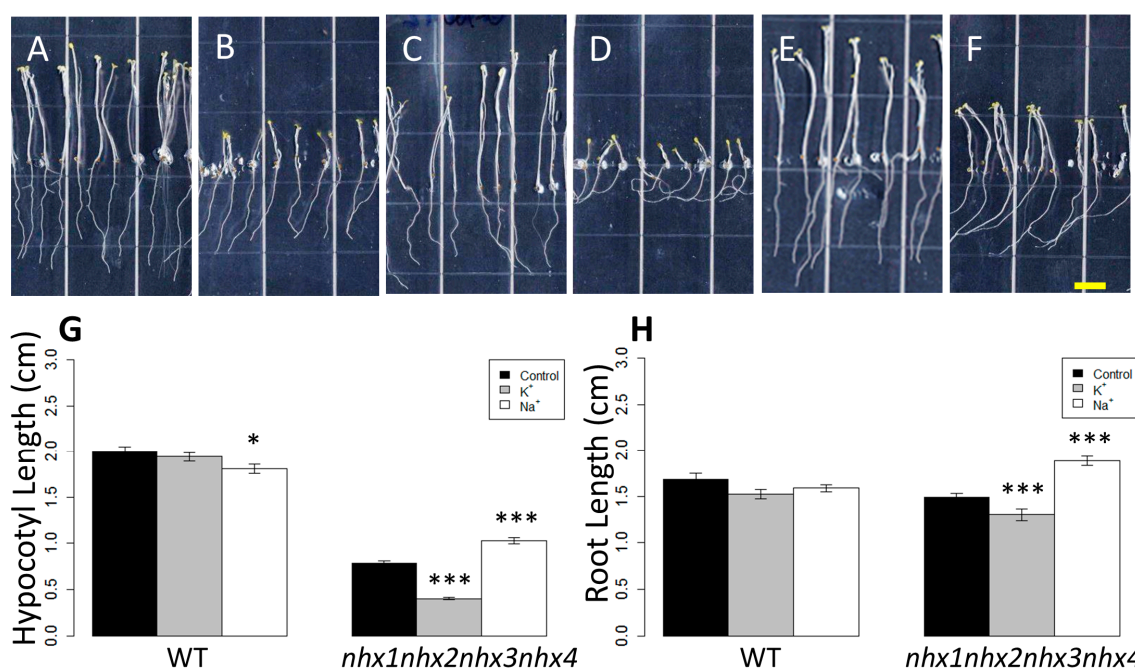 A B C D E F
G
Hypocotyl Length (cm)
3.0
2.5
2.0
1.5
1.0
0.5
0.0
Control
K+
Na+
*
***
***
WT
nhx1nhx2nhx3nhx4
H
Root Length (cm)
3.0
2.5
2.0
1.5
1.0
0.5
0.0
Control
K+
Na+
***
***
WT
nhx1nhx2nhx3nhx4